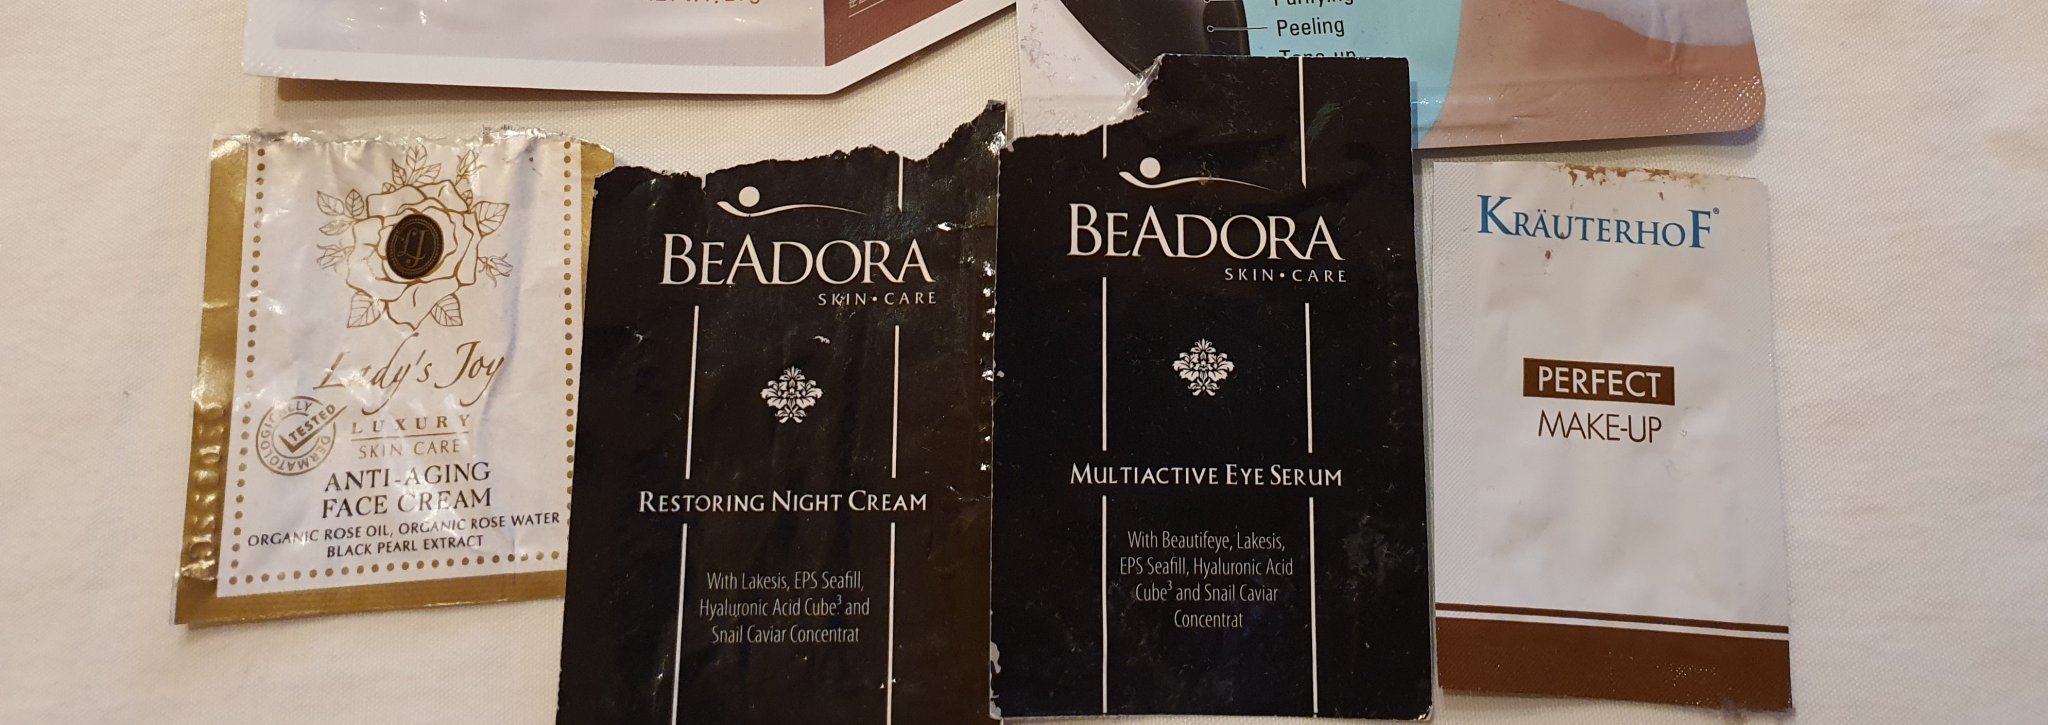 Peeling
Lady's Joy
DERMATOLOGICALLY
TESTED
LUXURY
SKIN CARE
ANTI-AGING
FACE CREAM
ORGANIC ROSE OIL, ORGANIC ROSE WATER
BLACK PEARL EXTRACT
BEADORA
SKIN•CARE
RESTORING NIGHT CREAM
With Lakesis, EPS Seafill,
Hyaluronic Acid Cube³ and
Snail Caviar Concentrat
BEADORA
SKIN•CARE
MULTIACTIVE EYE SERUM
With Beautifeye, Lakesis,
EPS Seafill, Hyaluronic Acid
Cube³ and Snail Caviar
Concentrat
KRÄUTERHOF®
PERFECT
MAKE-UP